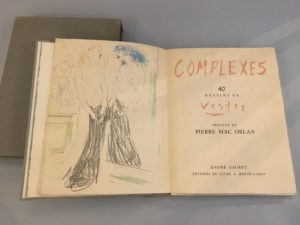 COMPLEXES
40
DESSINS DE
Vertès
PRÉFACE DE
PIERRE MAC ORLAN
ANDRÉ SAURET
ÉDITIONS DU LIVRE • MONTE-CARLO